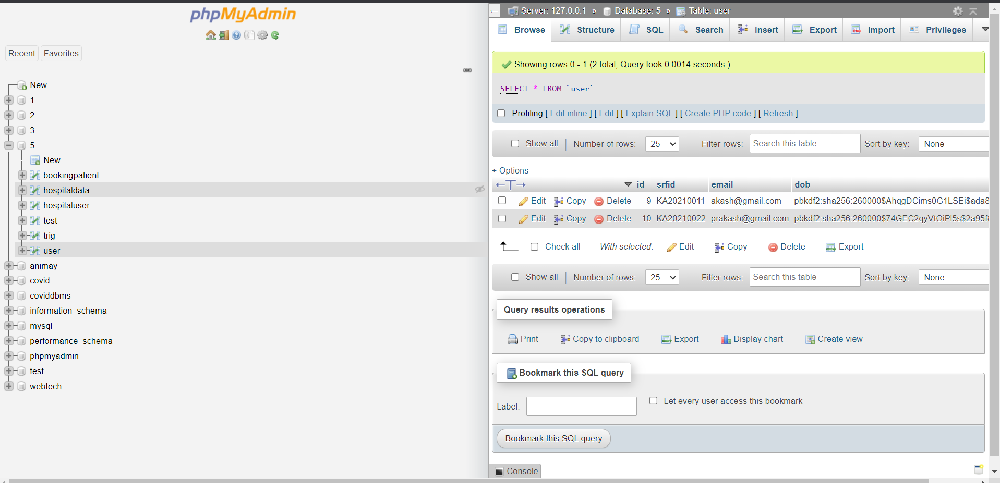 phpMyAdmin
Recent Favorites
New
1
2
3
5
New
bookingpatient
hospitaldata
hospitaluser
test
trig
user
animay
covid
coviddbms
information_schema
mysql
performance_schema
phpmyadmin
test
webtech
Server: 127.0.0.1 » Database: 5 » Table: user
Browse Structure SQL Search Insert Export Import Privileges
Showing rows 0 - 1 (2 total, Query took 0.0014 seconds.)
SELECT * FROM `user`
Profiling [ Edit inline ] [ Edit ] [ Explain SQL ] [ Create PHP code ] [ Refresh ]
Show all Number of rows: 25 Filter rows: Search this table Sort by key: None
+ Options
←T→ id srfid email dob
Edit Copy Delete 9 KA20210011 akash@gmail.com pbkdf2:sha256:260000$AhqgDCims0G1LSEi$ada8
Edit Copy Delete 10 KA20210022 prakash@gmail.com pbkdf2:sha256:260000$74GEC2qyVtOiPl5s$2a95f8
Check all With selected: Edit Copy Delete Export
Show all Number of rows: 25 Filter rows: Search this table Sort by key: None
Query results operations
Print Copy to clipboard Export Display chart Create view
Bookmark this SQL query
Label: Let every user access this bookmark
Bookmark this SQL query
Console